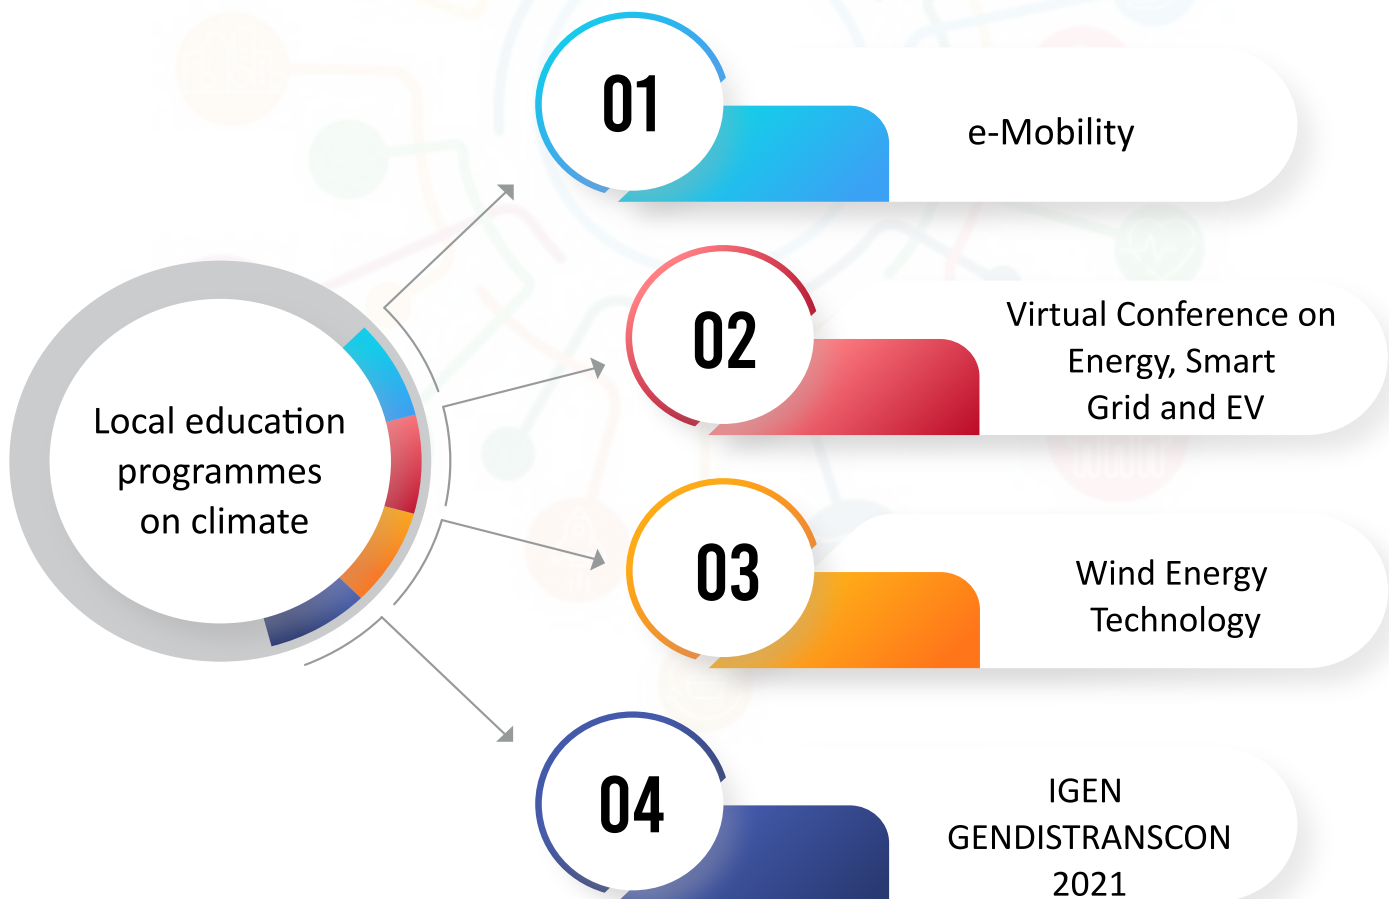 Local education
programmes
on climate
01
e-Mobility
02
Virtual Conference on
Energy, Smart
Grid and EV
03
Wind Energy
Technology
04
IGEN
GENDISTRANSCON
2021